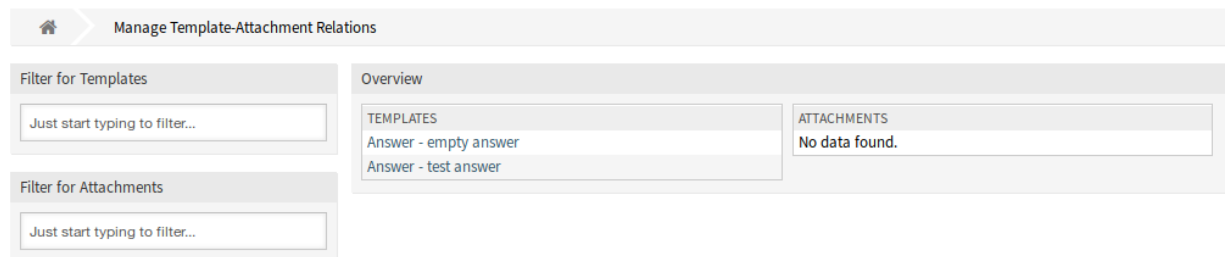 Manage Template-Attachment Relations
Filter for Templates
Just start typing to filter...
Filter for Attachments
Just start typing to filter...
Overview
TEMPLATES
Answer - empty answer
Answer - test answer
ATTACHMENTS
No data found.